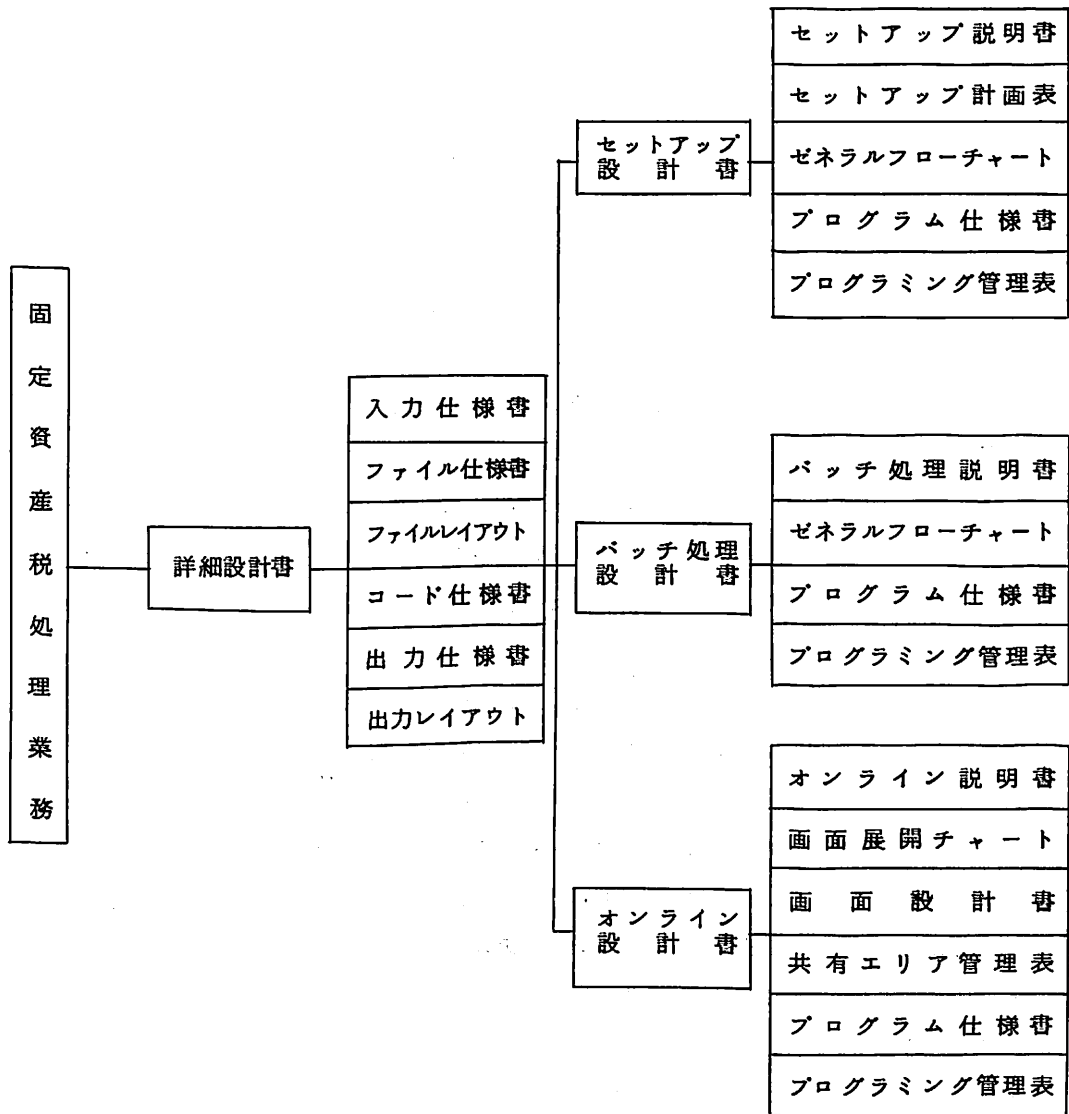 固定資産税処理業務
詳細設計書
入力仕様書
ファイル仕様書
ファイルレイアウト
コード仕様書
出力仕様書
出力レイアウト
セットアップ
設計書
セットアップ説明書
セットアップ計画表
ゼネラルフローチャート
プログラム仕様書
プログラミング管理表
バッチ処理
設計書
バッチ処理説明書
ゼネラルフローチャート
プログラム仕様書
プログラミング管理表
オンライン
設計書
オンライン説明書
画面展開チャート
画面設計書
共有エリア管理表
プログラム仕様書
プログラミング管理表